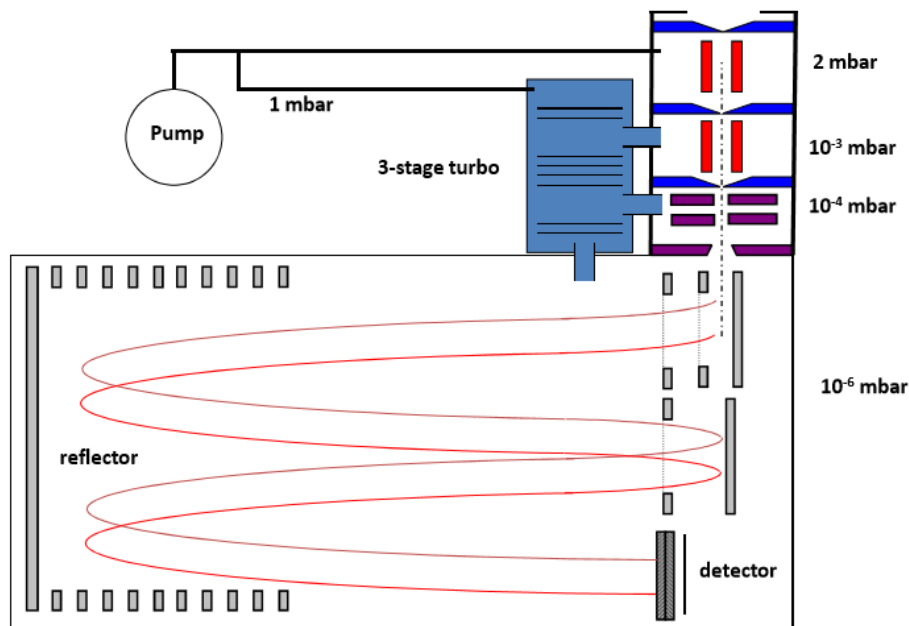 2 mbar
1 mbar
Pump
10-3 mbar
3-stage turbo
10-4 mbar
10-6 mbar
reflector
detector